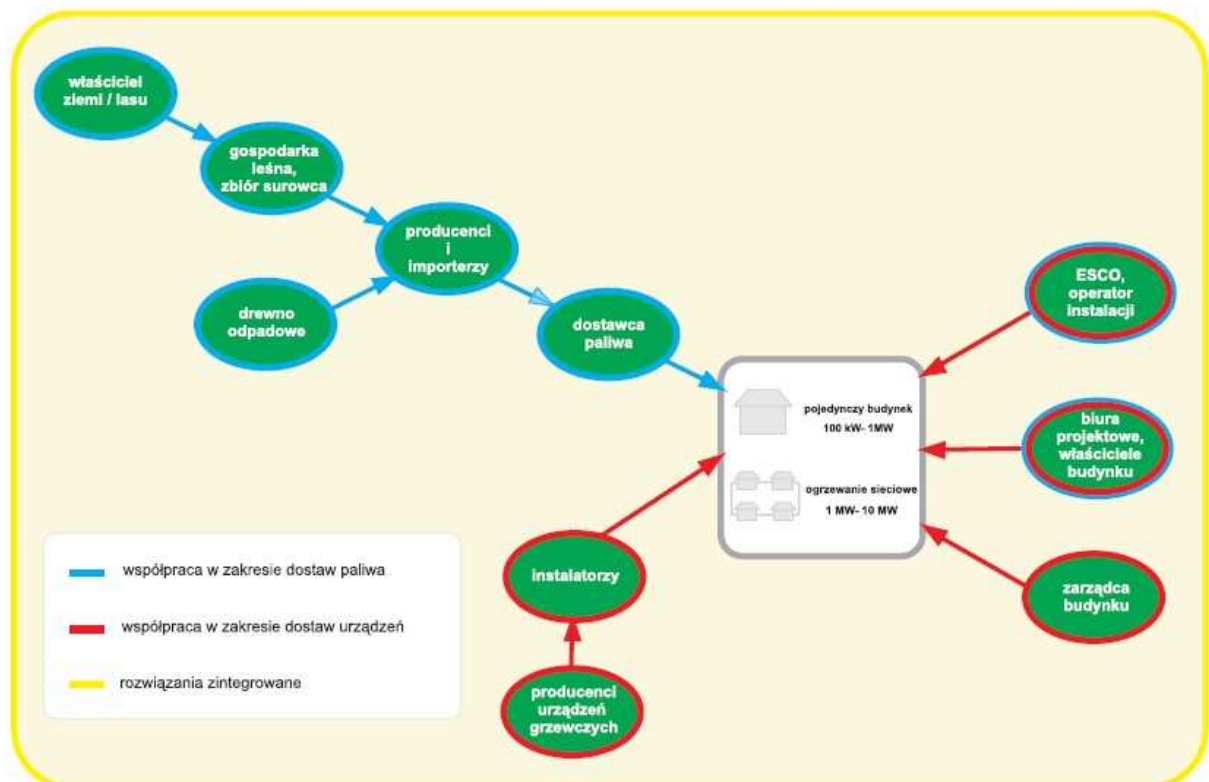 właściciel
ziemi / lasu
gospodarka
leśna,
zbiór surowca
producenci
i
importerzy
drewno
odpadowe
dostawca
paliwa
ESCO,
operator
instalacji
pojedynczy budynek
100 kW- 1MW
biura
projektowe,
właściciele
budynku
ogrzewanie sieciowe
1 MW- 10 MW
instalatorzy
zarządca
budynku
producenci
urządzeń
grzewczych
współpraca w zakresie dostaw paliwa
współpraca w zakresie dostaw urządzeń
rozwiązania zintegrowane